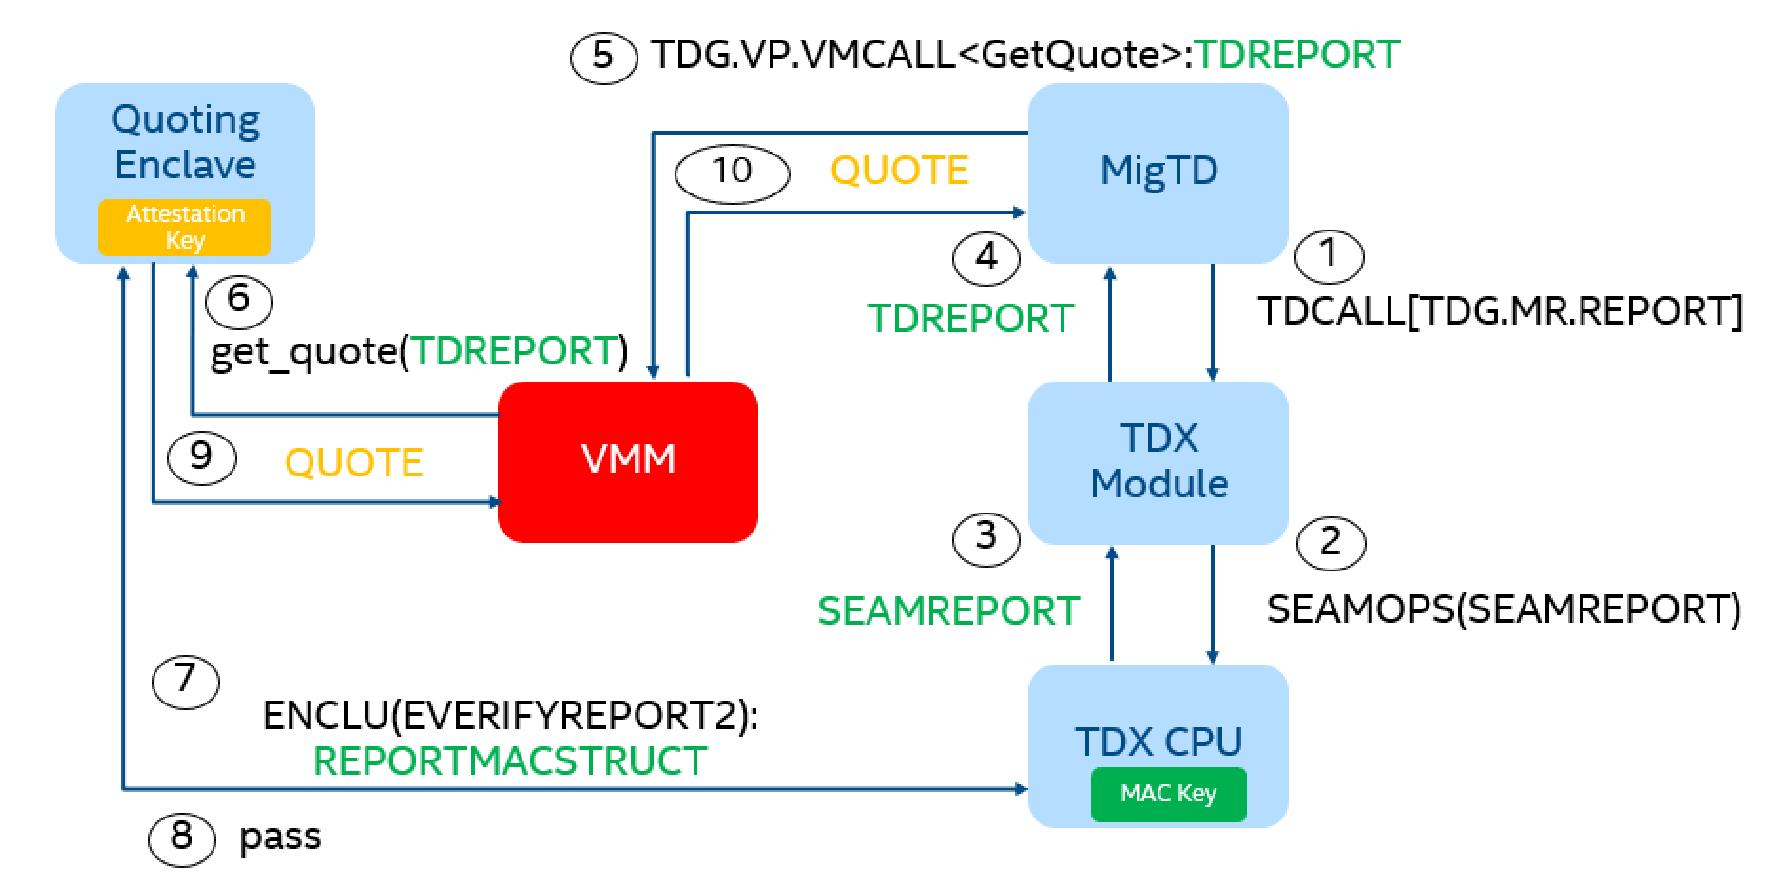 5 TDG.VP.VMCALL<GetQuote>:TDREPORT
Quoting
Enclave
Attestation
Key
10 QUOTE
MigTD
4
TDREPORT
1
TDCALL[TDG.MR.REPORT]
6
get_quote(TDREPORT)
9 QUOTE
VMM
TDX
Module
3
SEAMREPORT
2
SEAMOPS(SEAMREPORT)
7
ENCLU(EVERIFYREPORT2):
REPORTMACSTRUCT
TDX CPU
MAC Key
8 pass